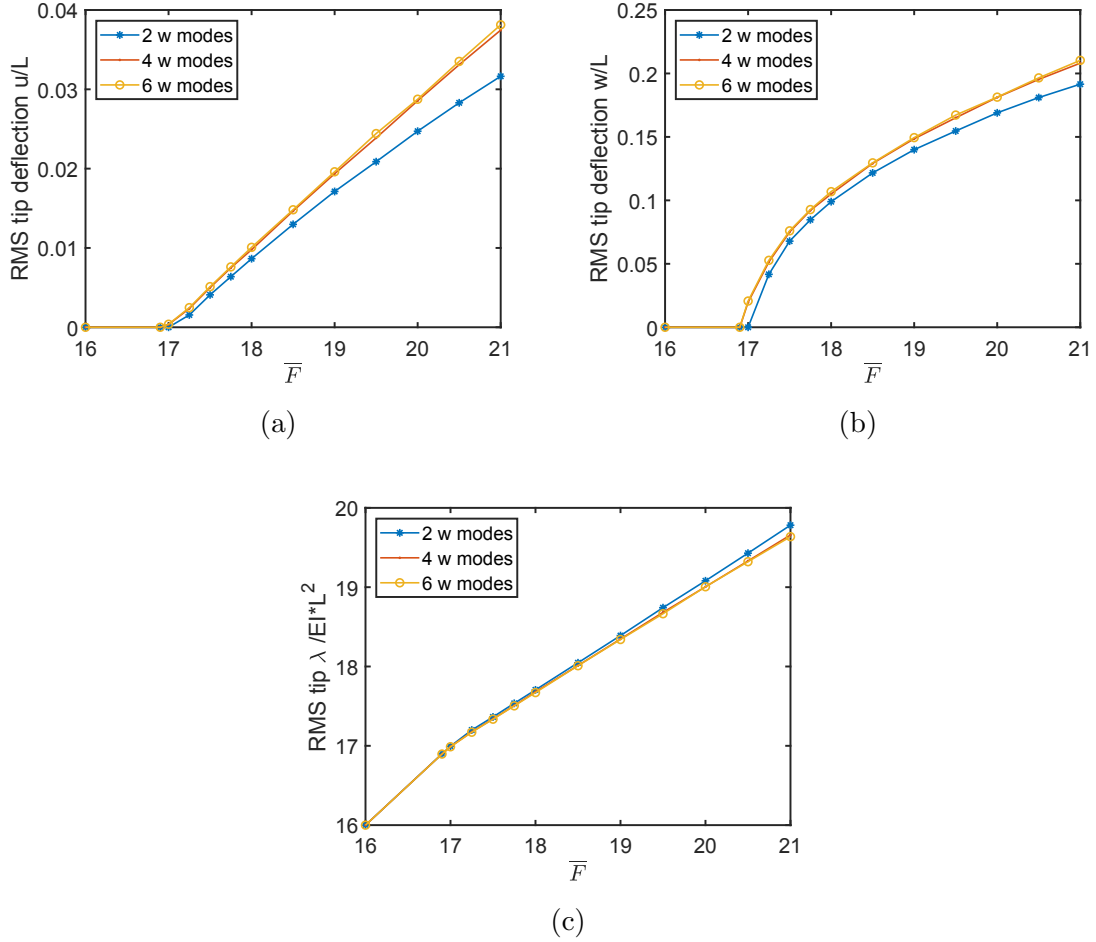 0.04
0.03
0.02
0.01
0
RMS tip deflection u/L
2 w modes
4 w modes
6 w modes
16 17 18 19 20 21
F
(a)
0.25
0.2
0.15
0.1
0.05
0
RMS tip deflection w/L
2 w modes
4 w modes
6 w modes
16 17 18 19 20 21
F
(b)
20
19
18
17
16
RMS tip λ /EI*L²
2 w modes
4 w modes
6 w modes
16 17 18 19 20 21
F
(c)